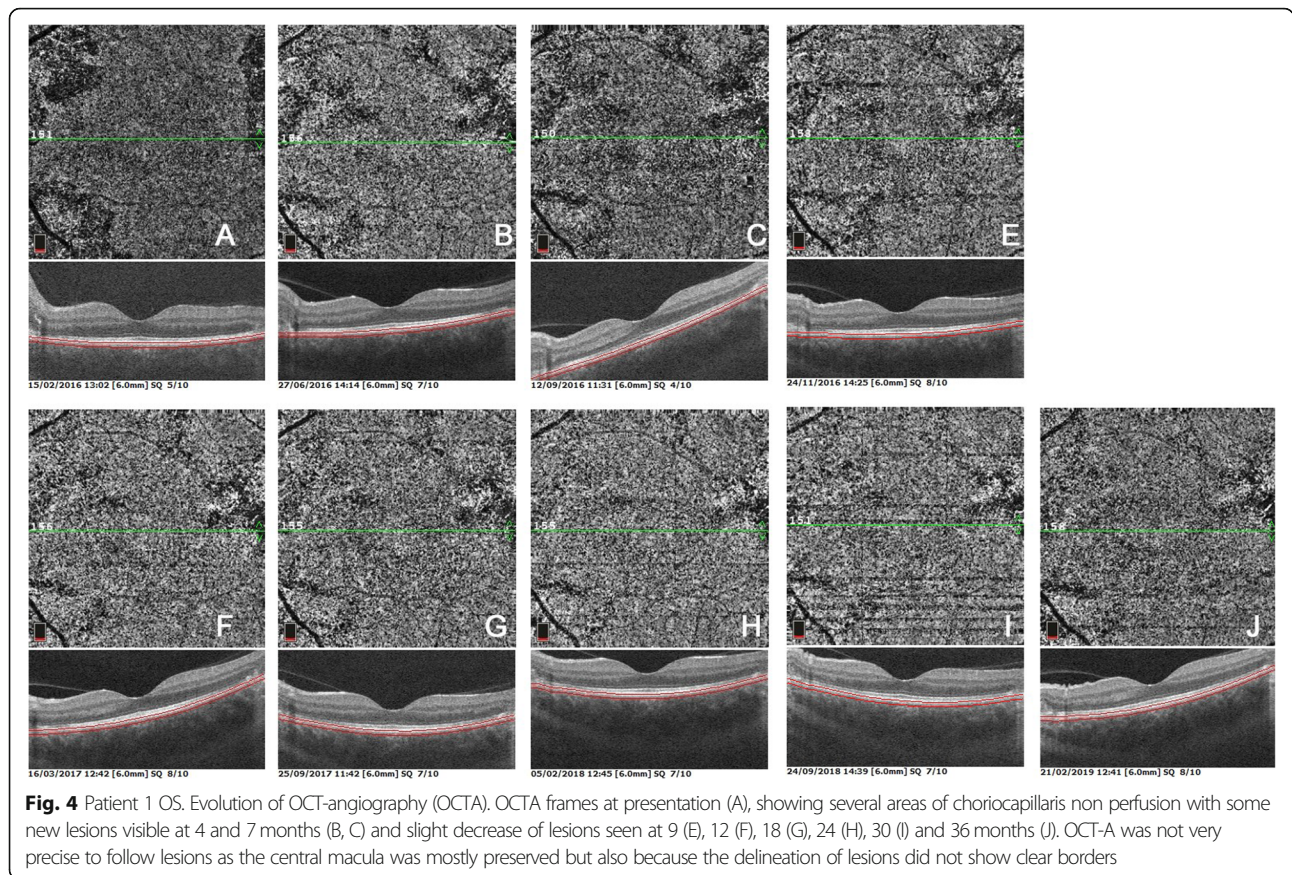 151
A
156
B
150
C
153
E
15/02/2016 13:02 [6.0mm] SQ 5/10
27/06/2016 14:14 [6.0mm] SQ 7/10
12/09/2016 11:31 [6.0mm] SQ 4/10
24/11/2016 14:25 [6.0mm] SQ 8/10
156
F
155
G
155
H
151
I
158
J
16/03/2017 12:42 [6.0mm] SQ 8/10
25/09/2017 11:42 [6.0mm] SQ 7/10
05/02/2018 12:45 [6.0mm] SQ 7/10
24/09/2018 14:39 [6.0mm] SQ 7/10
21/02/2019 12:41 [6.0mm] SQ 8/10
Fig. 4 Patient 1 OS. Evolution of OCT-angiography (OCTA). OCTA frames at presentation (A), showing several areas of choriocapillaris non perfusion with some
new lesions visible at 4 and 7 months (B, C) and slight decrease of lesions seen at 9 (E), 12 (F), 18 (G), 24 (H), 30 (I) and 36 months (J). OCT-A was not very
precise to follow lesions as the central macula was mostly preserved but also because the delineation of lesions did not show clear borders